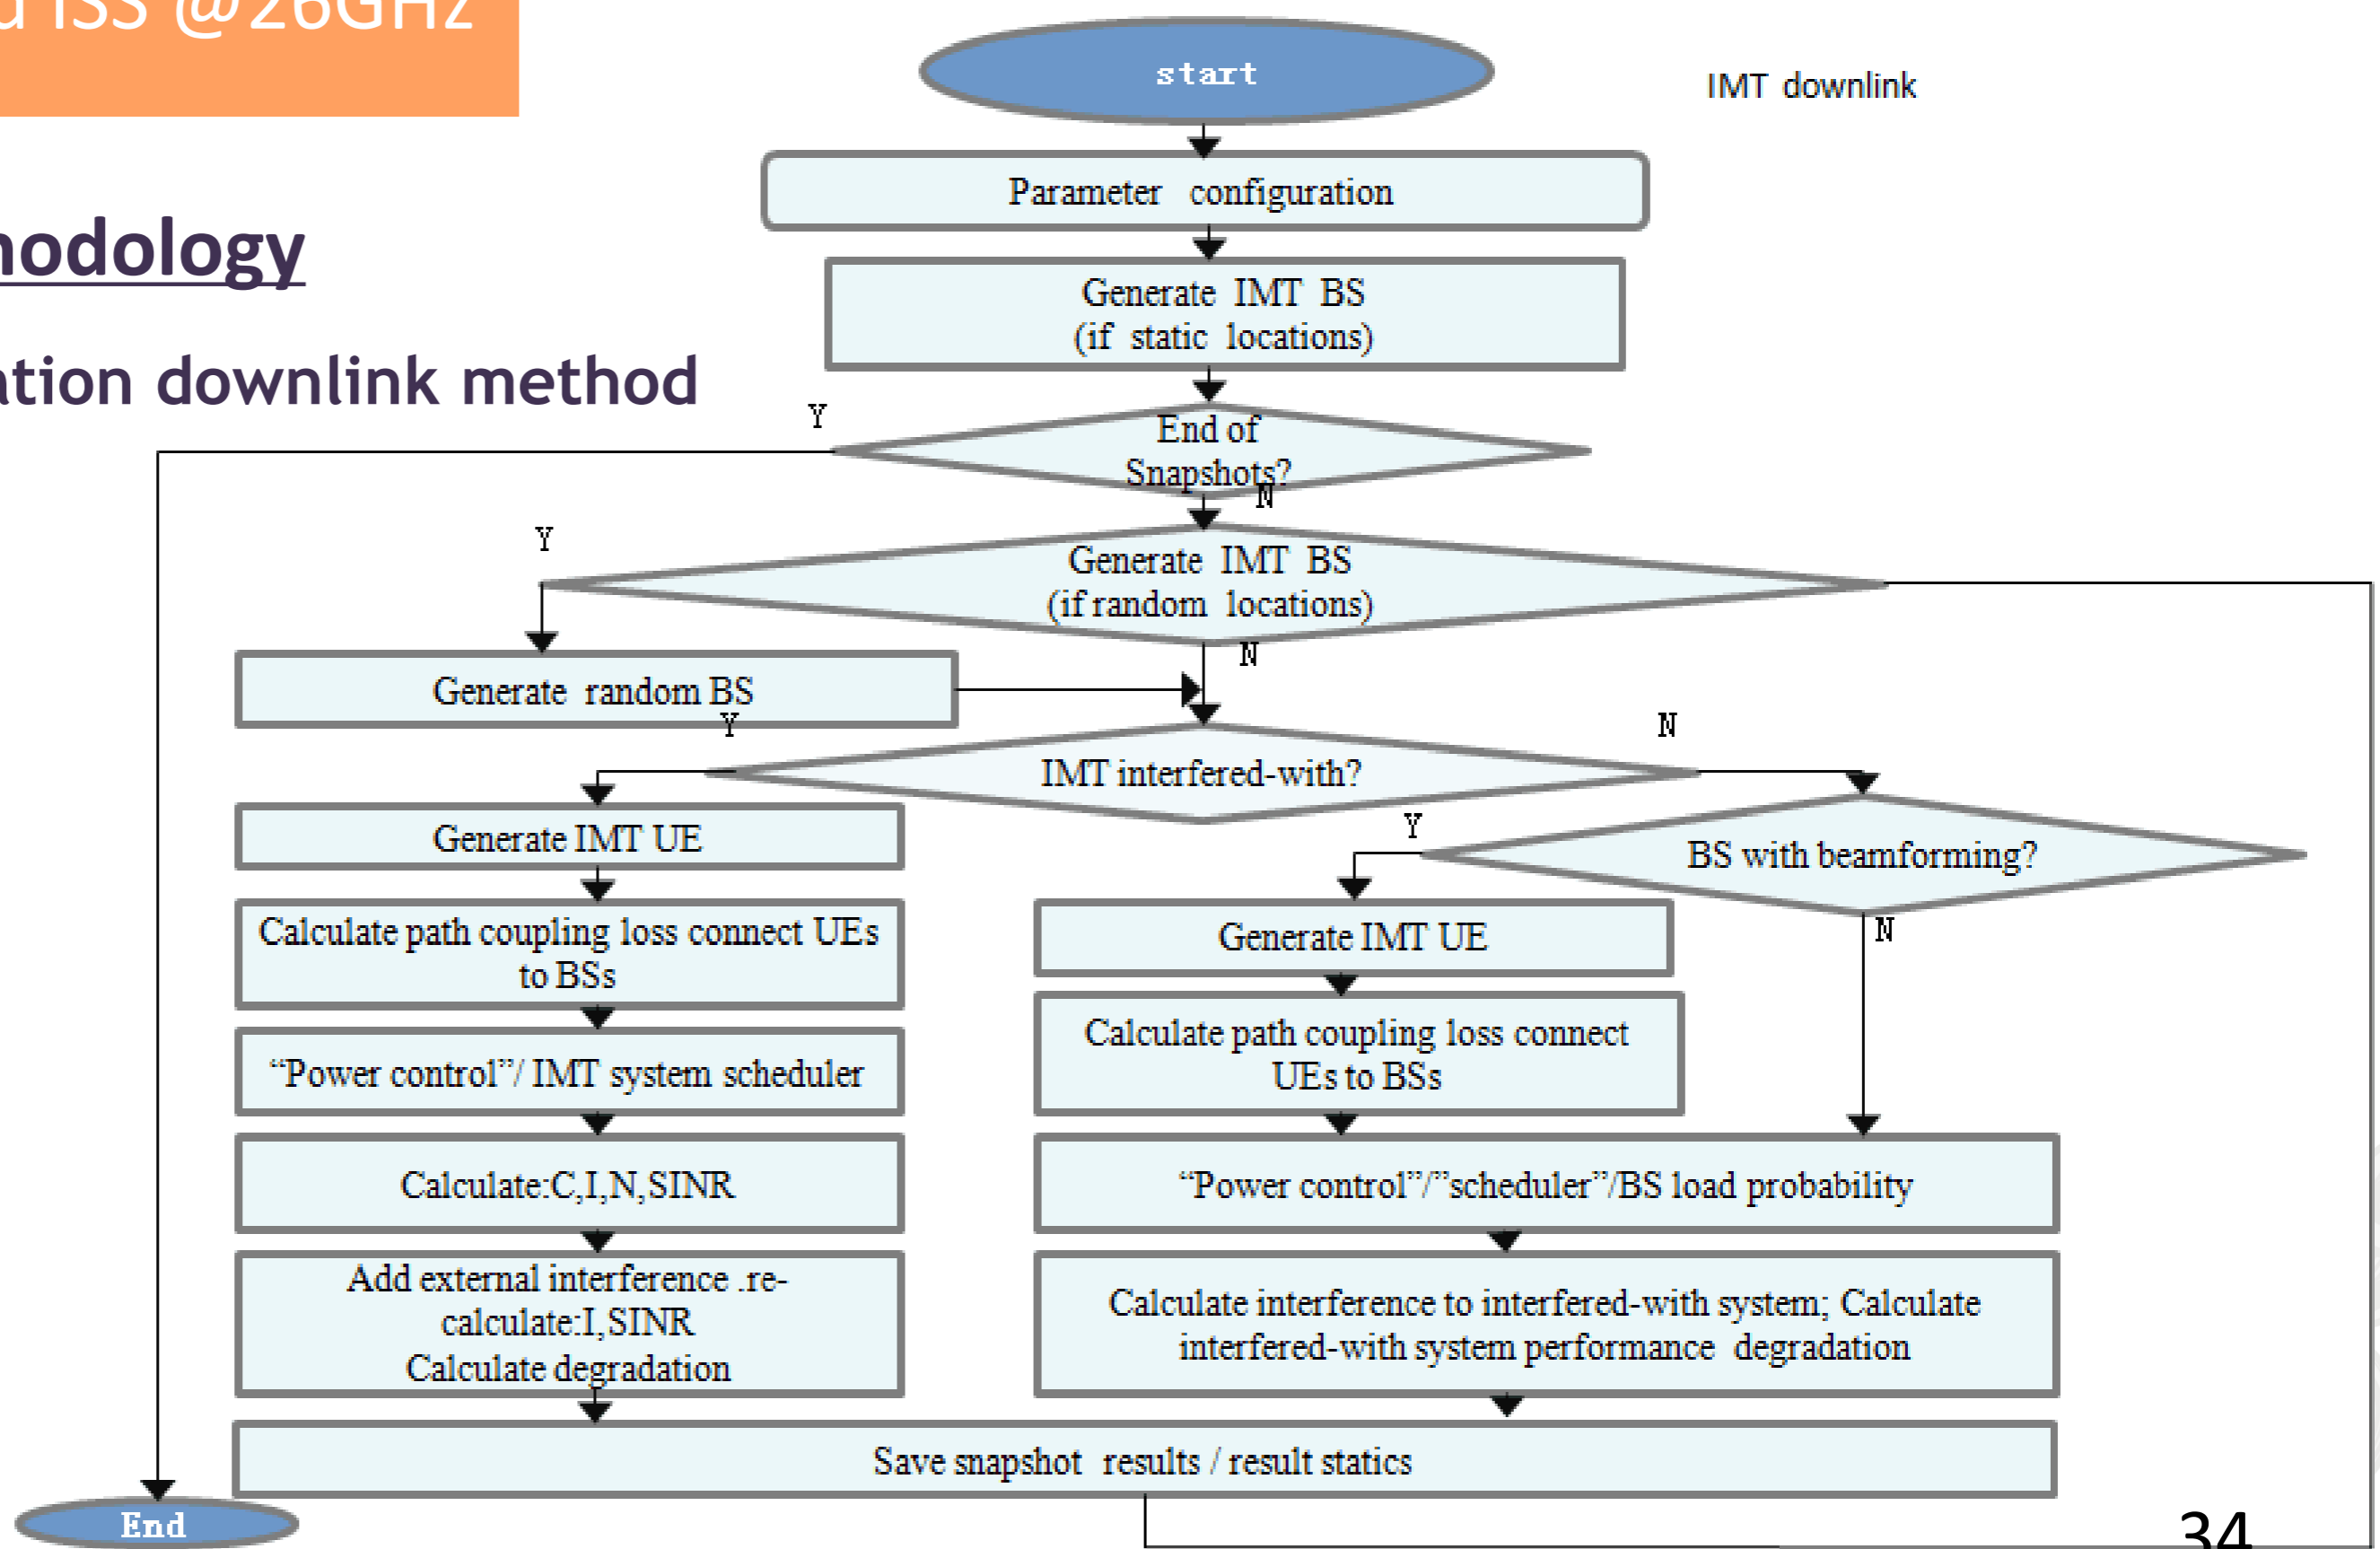 ISS @26GHz
start
IMT downlink
Parameter configuration
hodology
Generate IMT BS
(if static locations)
ation downlink method
Y
End of
Snapshots?
N
Y
Generate IMT BS
(if random locations)
N
Generate random BS
Y
N
IMT interfered-with?
Generate IMT UE
Y
BS with beamforming?
N
Calculate path coupling loss connect UEs
to BSs
Generate IMT UE
Calculate path coupling loss connect
UEs to BSs
“Power control”/ IMT system scheduler
Calculate:C,I,N,SINR
“Power control”/”scheduler”/BS load probability
Add external interference .re-
calculate:I,SINR
Calculate degradation
Calculate interference to interfered-with system; Calculate
interfered-with system performance degradation
Save snapshot results / result statics
End
34